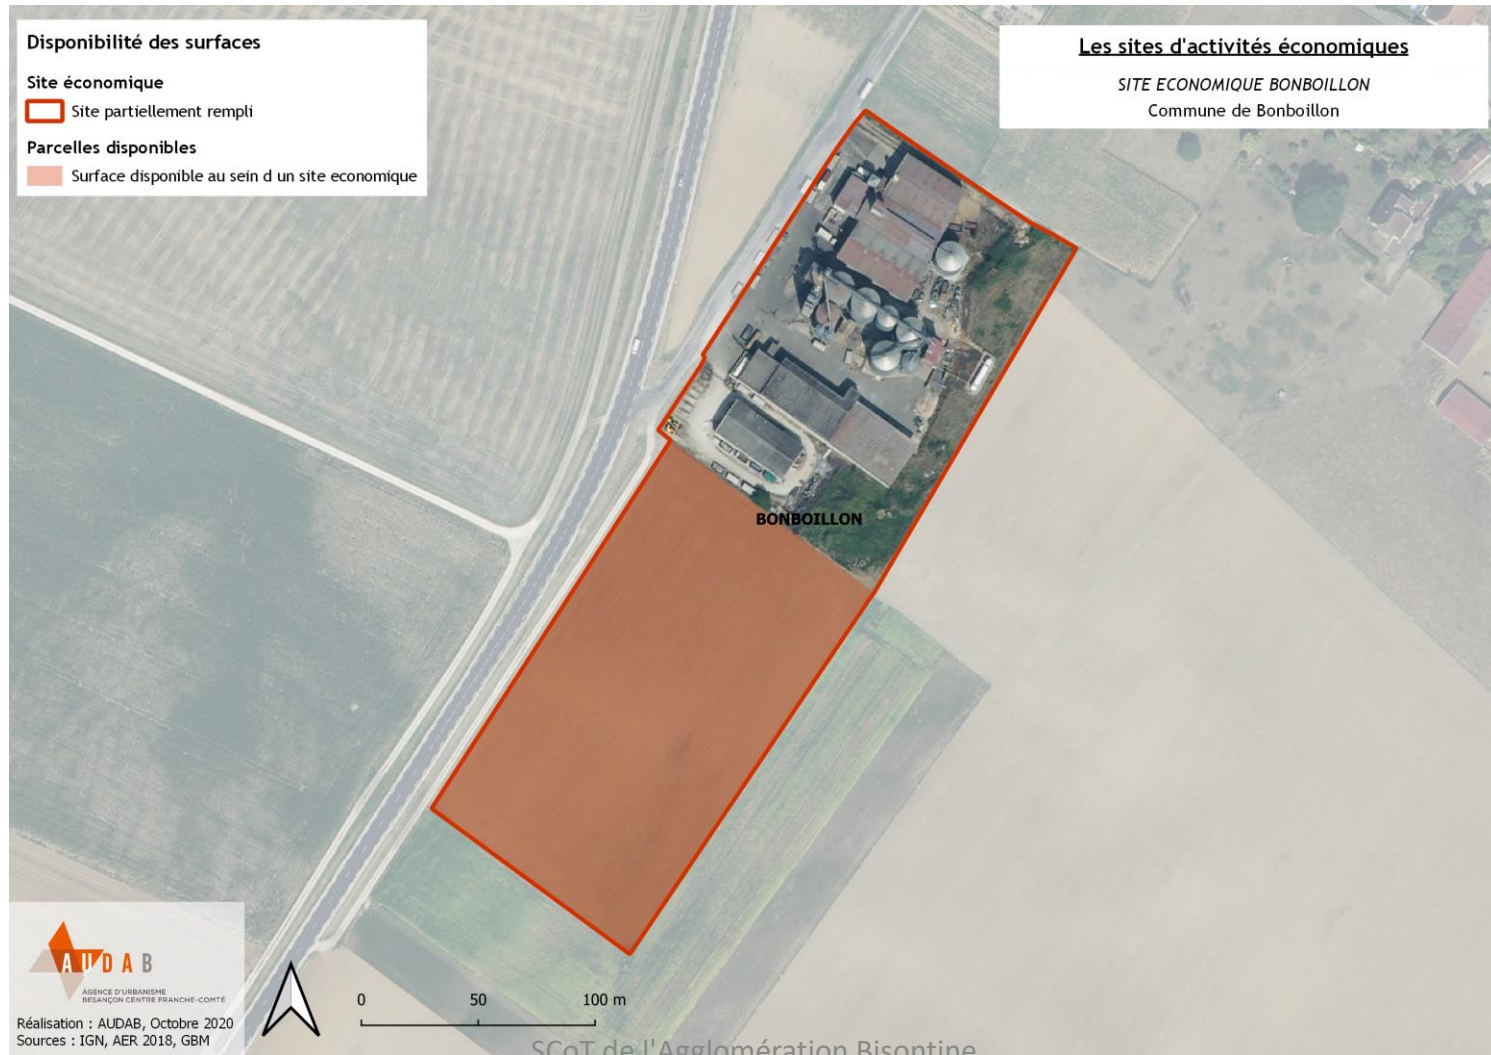 Disponibilité des surfaces
Site économique
Site partiellement rempli
Parcelles disponibles
Surface disponible au sein d un site economique
Les sites d'activités économiques
SITE ECONOMIQUE BONBOILLON
Commune de Bonboillon
BONBOILLON
AUDAB
AGENCE D'URBANISME
BESANÇON CENTRE FRANCHE-COMTÉ
Réalisation : AUDAB, Octobre 2020
Sources : IGN, AER 2018, GBM
0 50 100 m
SCoT de l'Agglomération Bisontine